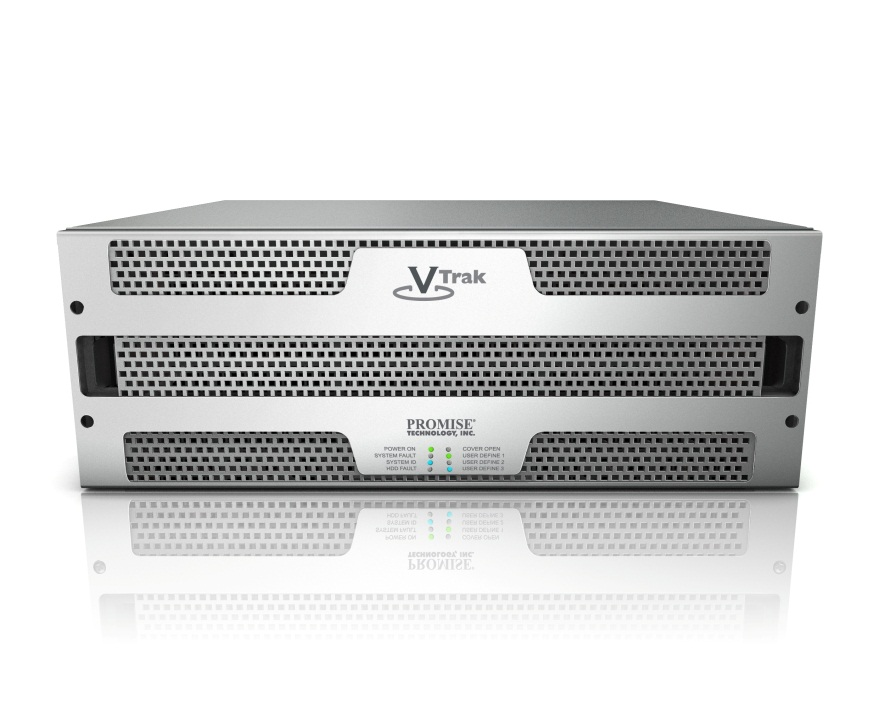 VTrak
PROMISE®
TECHNOLOGY, INC.
POWER ON COVER OPEN
SYSTEM FAULT USER DEFINE 1
SYSTEM ID USER DEFINE 2
HDD FAULT USER DEFINE 3